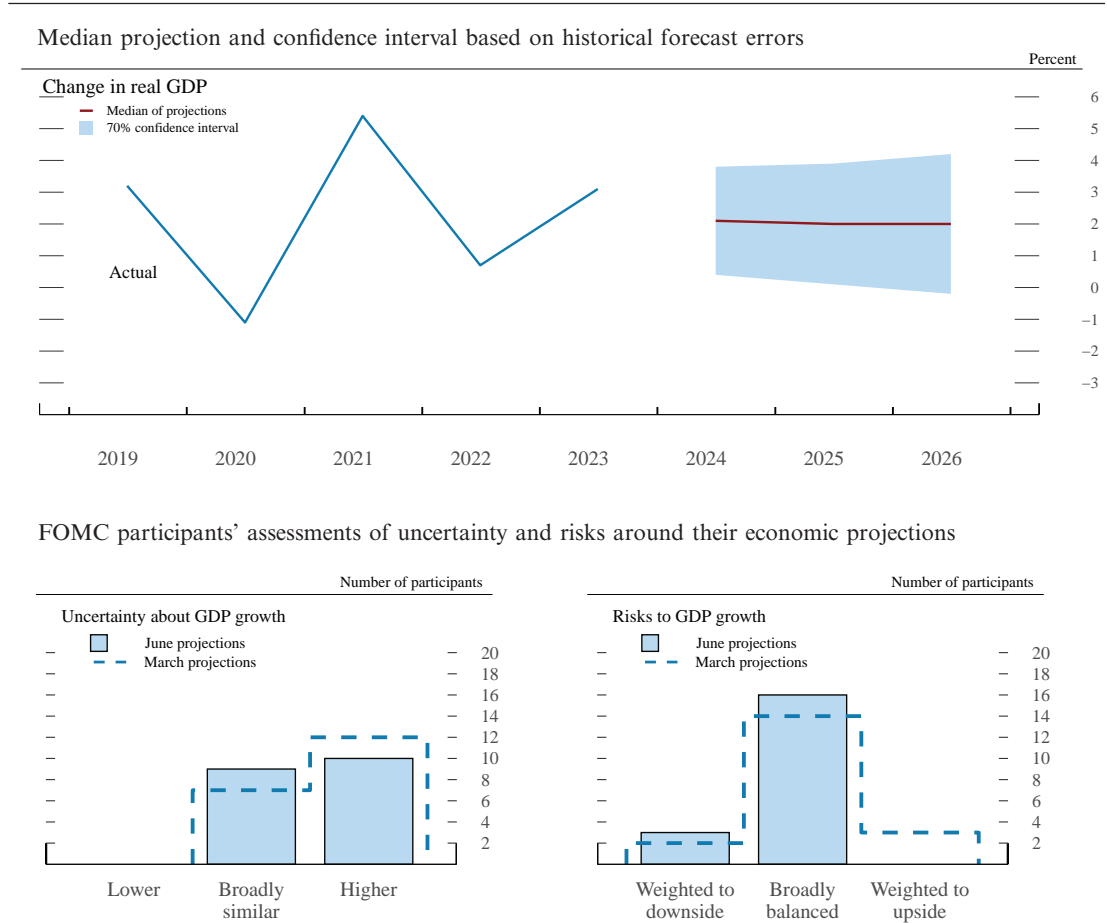 Median projection and confidence interval based on historical forecast errors
Percent
Change in real GDP
Median of projections
70% confidence interval
Actual
6
5
4
3
2
1
0
−1
−2
−3
2019 2020 2021 2022 2023 2024 2025 2026
FOMC participants’ assessments of uncertainty and risks around their economic projections
Number of participants
Uncertainty about GDP growth
June projections
March projections
20
18
16
14
12
10
8
6
4
2
Lower
Broadly
similar
Higher
Number of participants
Risks to GDP growth
June projections
March projections
20
18
16
14
12
10
8
6
4
2
Weighted to
downside
Broadly
balanced
Weighted to
upside